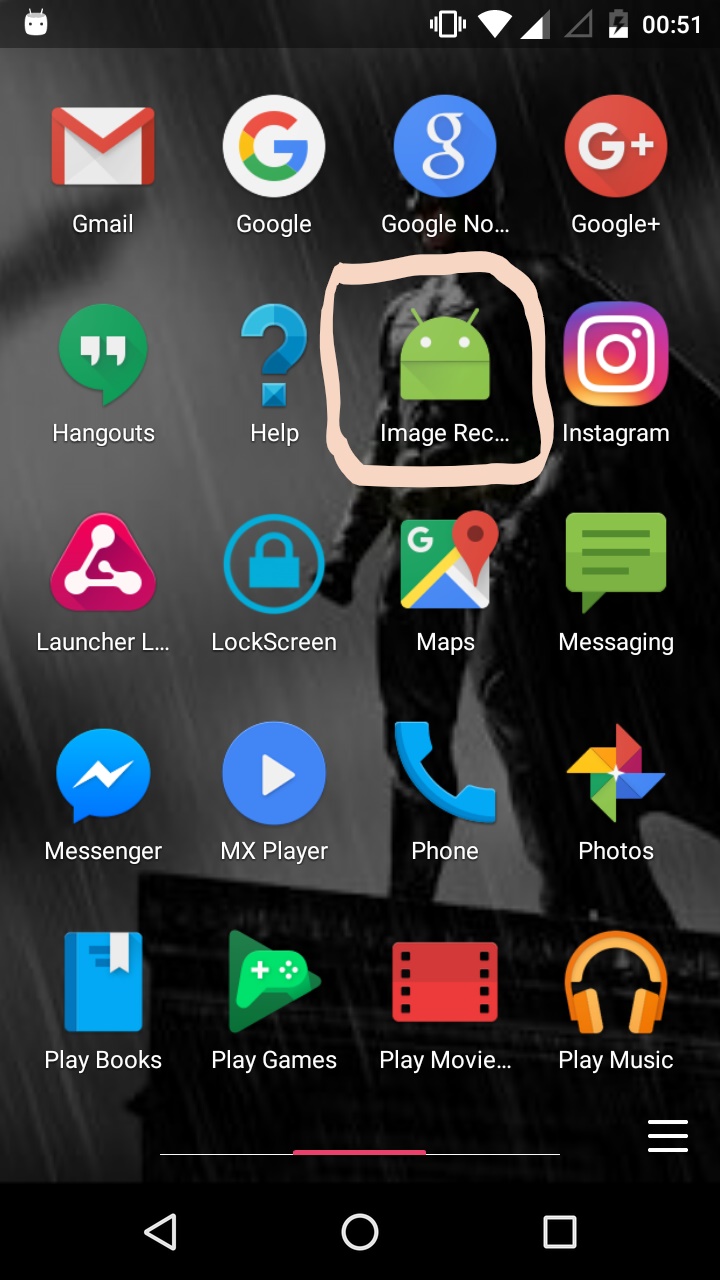 00:51
Gmail Google Google No... Google+
Hangouts Help Image Rec... Instagram
Launcher L... LockScreen Maps Messaging
Messenger MX Player Phone Photos
Play Books Play Games Play Movie... Play Music